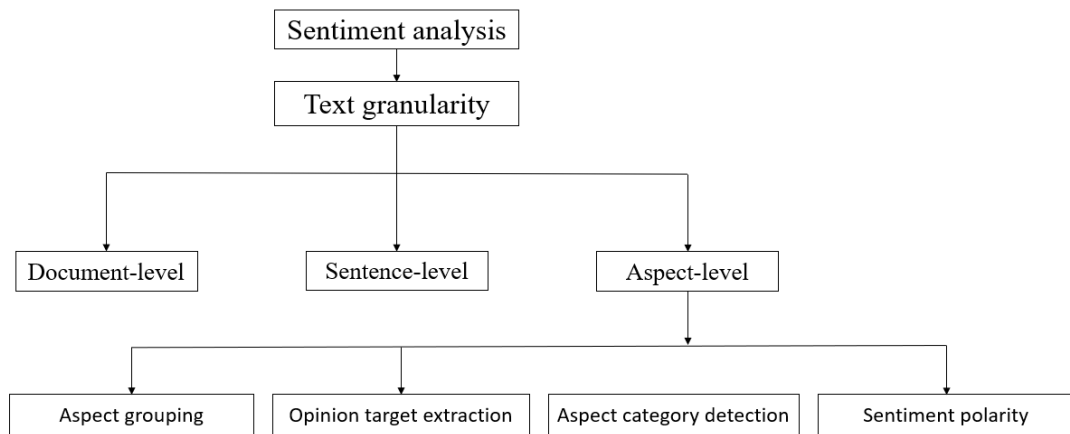 Sentiment analysis
Text granularity
Document-level
Sentence-level
Aspect-level
Aspect grouping
Opinion target extraction
Aspect category detection
Sentiment polarity